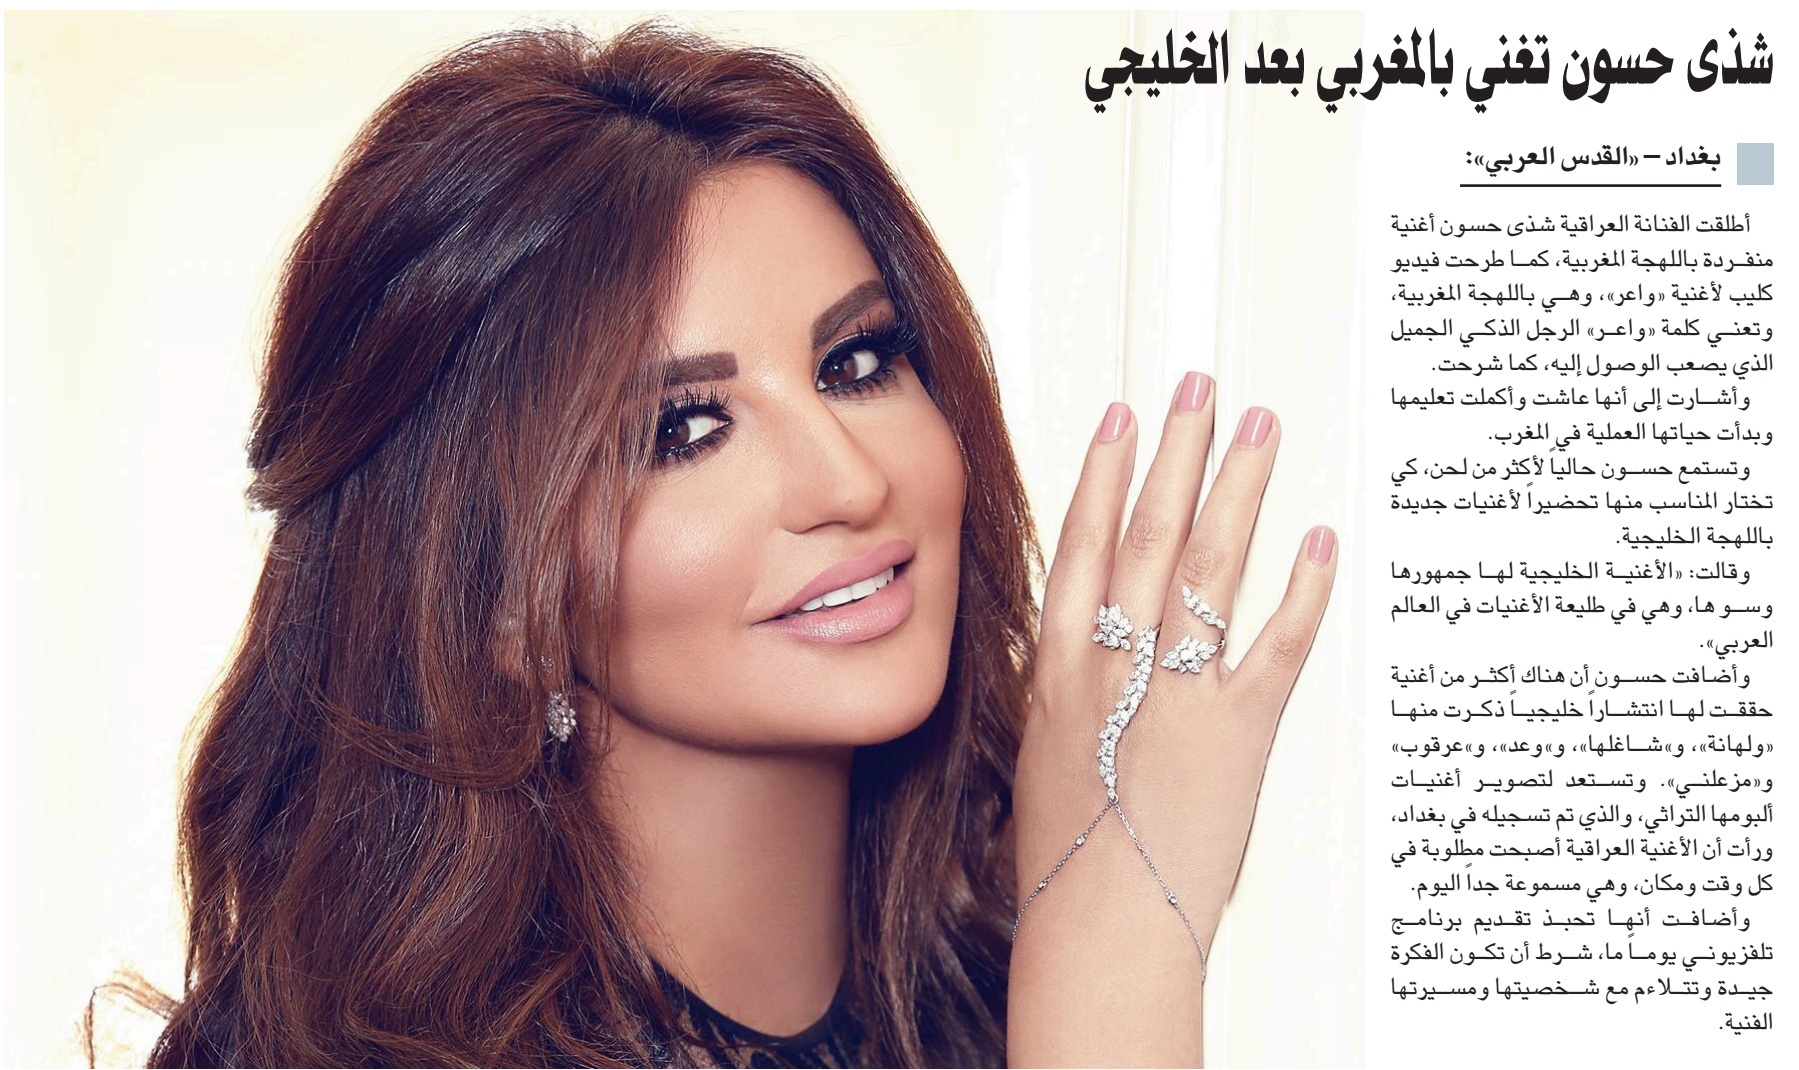 شذى حسون تغني بالمغربي بعد الخليجي
بغداد – «القدس العربي»:
أطلقت الفنانة العراقية شذى حسون أغنية
منفـردة باللهجة المغربية، كمـا طرحت فيديو
كليب لأغنية «واعر»، وهـي باللهجة المغربية،
وتعنـي كلمة «واعـر» الرجل الذكـي الجميل
الذي يصعب الوصول إليه، كما شرحت.
وأشـارت إلى أنها عاشت وأكملت تعليمها
وبدأت حياتها العملية في المغرب.
وتستمع حسـون حالياً لأكثر من لحن، كي
تختار المناسب منها تحضيراً لأغنيات جديدة
باللهجة الخليجية.
وقالت: «الأغنيـة الخليجية لهـا جمهورها
وسـو ها، وهي في طليعة الأغنيات في العالم
العربي».
وأضافت حسـون أن هناك أكثـر من أغنية
حققـت لهـا انتشـاراً خليجيـاً ذكـرت منهـا
«ولهانة»، و»شـاغلها»، و»وعد»، و»عرقوب»
و«مزعلنـي». وتسـتعد لتصويـر أغنيـات
ألبومها التراثي، والذي تم تسجيله في بغداد،
ورأت أن الأغنية العراقية أصبحت مطلوبة في
كل وقت ومكان، وهي مسموعة جداً اليوم.
وأضافـت أنهـا تحبـذ تقـديم برنامـج
تلفزيونـي يومـاً ما، شـرط أن تكـون الفكرة
جيـدة وتتـلاءم مع شـخصيتها ومسـيرتها
الفنية.